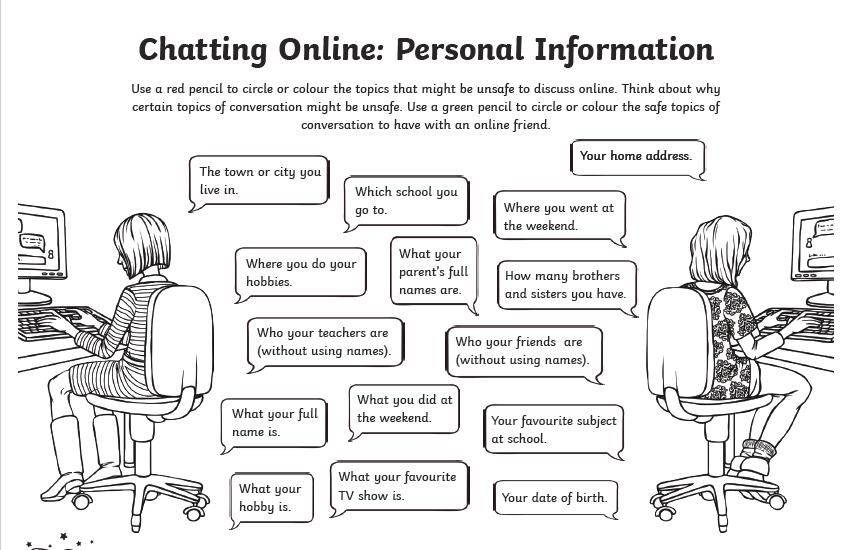 Chatting Online: Personal Information
Use a red pencil to circle or colour the topics that might be unsafe to discuss online. Think about why
certain topics of conversation might be unsafe. Use a green pencil to circle or colour the safe topics of
conversation to have with an online friend.
Your home address.
The town or city you
live in.
Which school you
go to.
Where you went at
the weekend.
Where you do your
hobbies.
What your
parent's full
names are.
How many brothers
and sisters you have.
Who your teachers are
(without using names).
Who your friends are
(without using names).
What your full
name is.
What you did at
the weekend.
Your favourite subject
at school.
What your
hobby is.
What your favourite
TV show is.
Your date of birth.